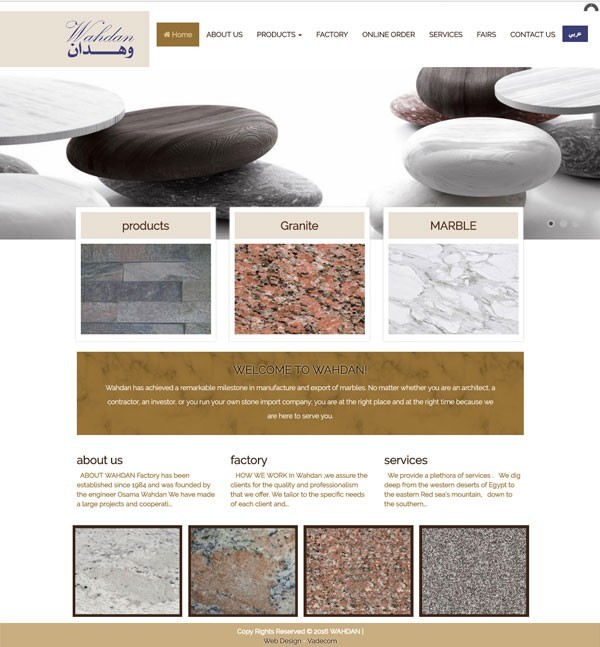 Wahdan
وهدان
Home ABOUT US PRODUCTS FACTORY ONLINE ORDER SERVICES FAIRS CONTACT US عربي
products
Granite
MARBLE
WELCOME TO WAHDAN!
Wahdan has achieved a remarkable milestone in manufacture and export of marbles. No matter whether you are an architect, a
contractor, an investor, or you run your own stone import company; you are at the right place and at the right time because we
are here to serve you.
about us
ABOUT WAHDAN Factory has been
established since 1984 and was founded by
the engineer Osama Wahdan We have made
a large projects and cooperati...
factory
HOW WE WORK In Wahdan ,we assure the
clients for the quality and professionalism
that we offer. We tailor to the specific needs
of each client and...
services
We provide a plethora of services... We dig
deep from the western deserts of Egypt to
the eastern Red sea's mountain, down to
the southern...
Copy Rights Reserved © 2016 WAHDAN |
Web Design - Vadecom